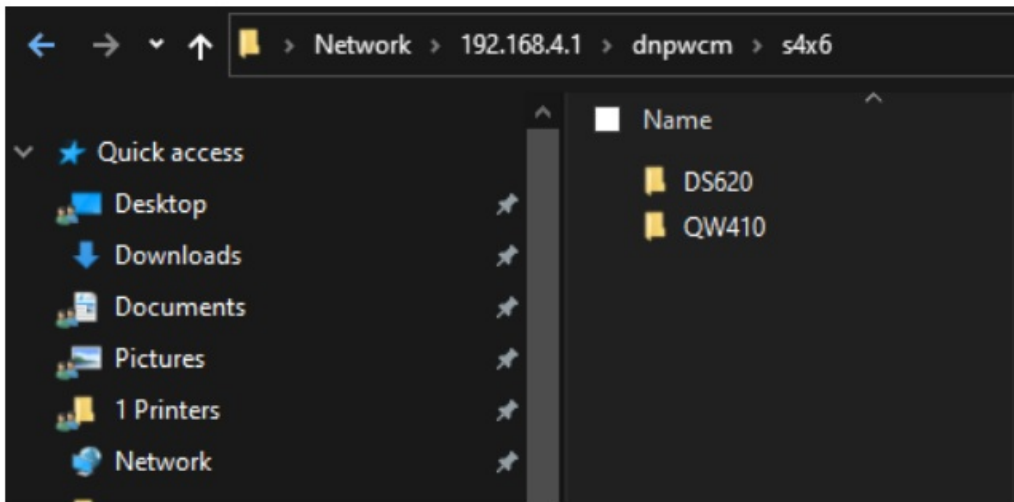 Network > 192.168.4.1 > dnpwcm > s4x6
Name
Quick access
DS620
Desktop
QW410
Downloads
Documents
Pictures
1 Printers
Network